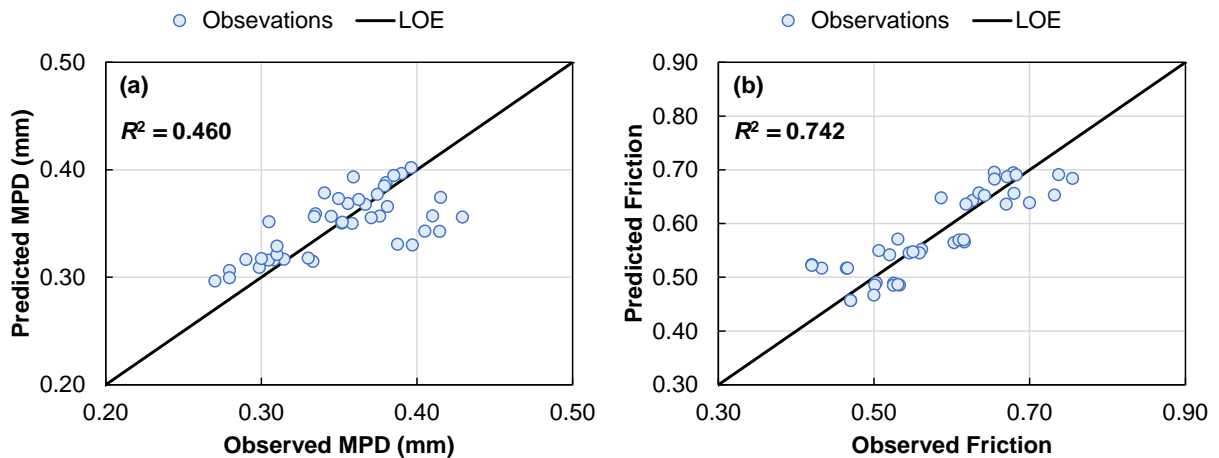 Obsevations LOE
(a)
R² = 0.460
0.50
0.40
0.30
0.20
0.20 0.30 0.40 0.50
Predicted MPD (mm)
Observed MPD (mm)
Observations LOE
(b)
R² = 0.742
0.90
0.80
0.70
0.60
0.50
0.40
0.30
0.30 0.50 0.70 0.90
Predicted Friction
Observed Friction